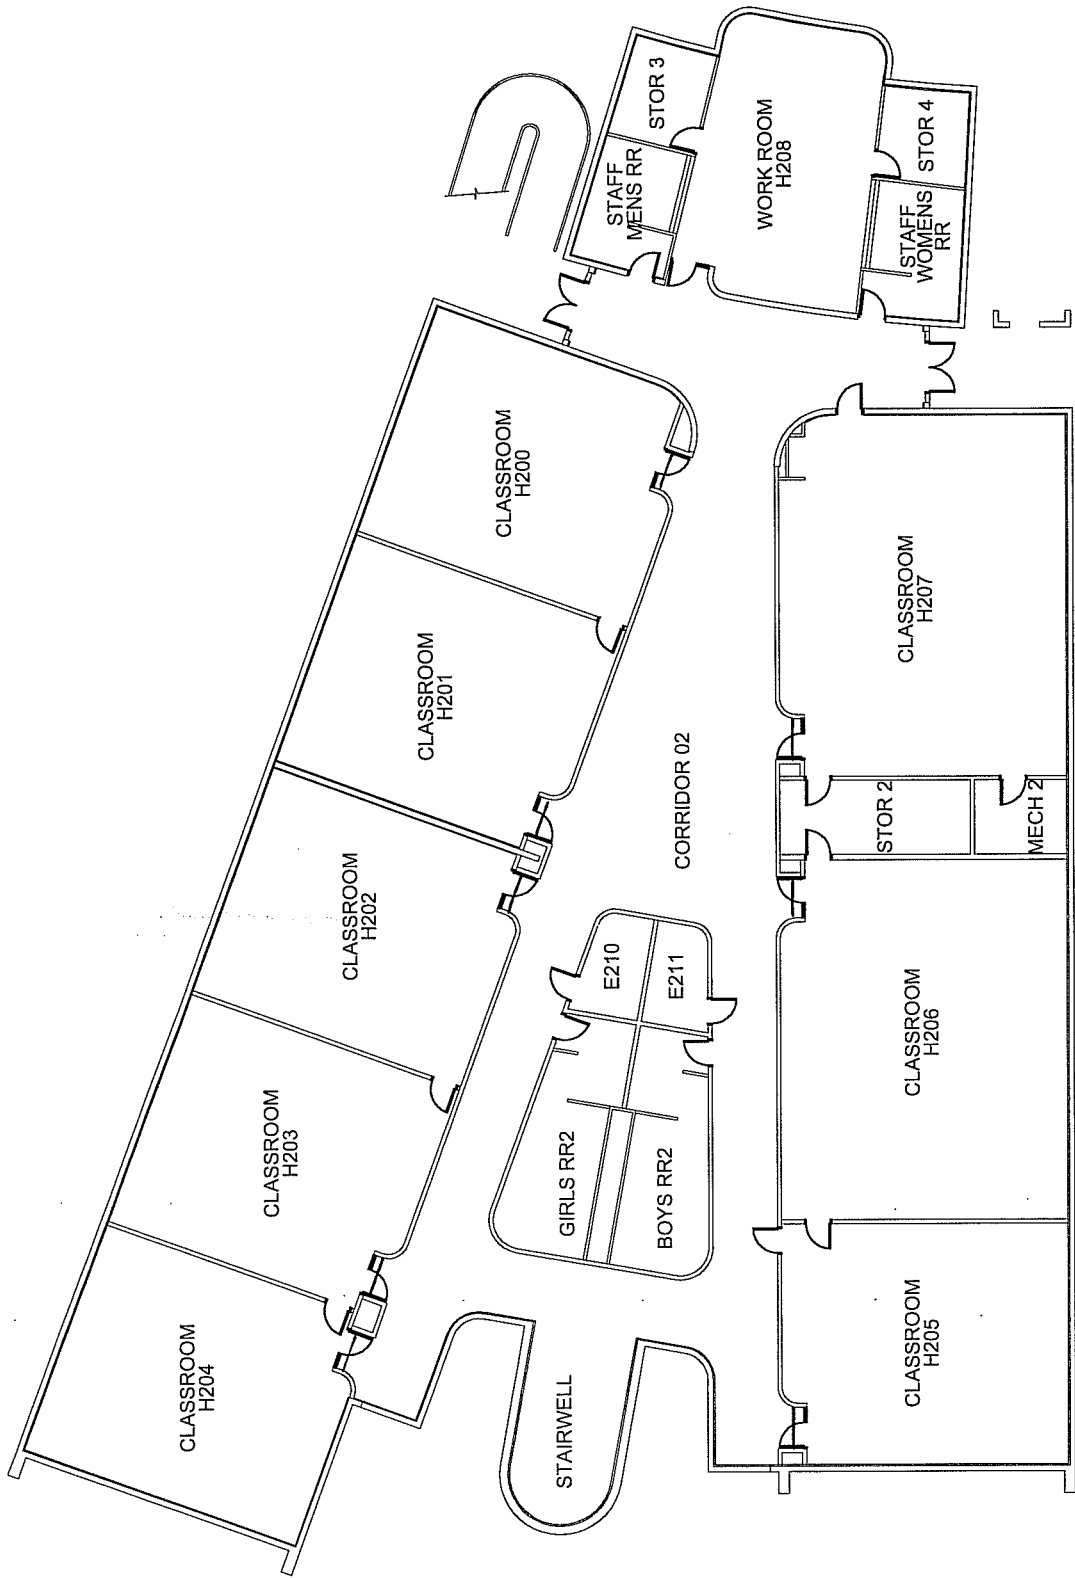 STOR 3
STAFF
MENS RR
WORK ROOM
H208
STOR 4
STAFF
WOMENS
RR
CLASSROOM
H200
CLASSROOM
H201
CLASSROOM
H202
CLASSROOM
H203
CLASSROOM
H204
CORRIDOR 02
E210
E211
GIRLS RR2
BOYS RR2
STAIRWELL
CLASSROOM
H207
STOR 2
MECH 2
CLASSROOM
H206
CLASSROOM
H205